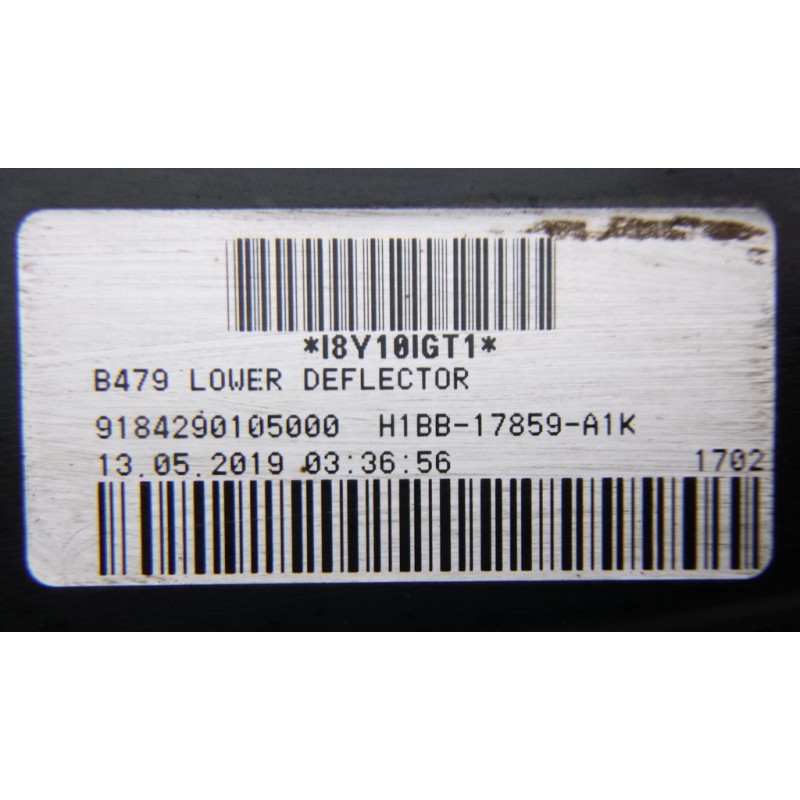 *I8Y10IGT1*
B479 LOWER DEFLECTOR
9184290105000 H1BB-17859-A1K
13.05.2019 03:36:56 1702